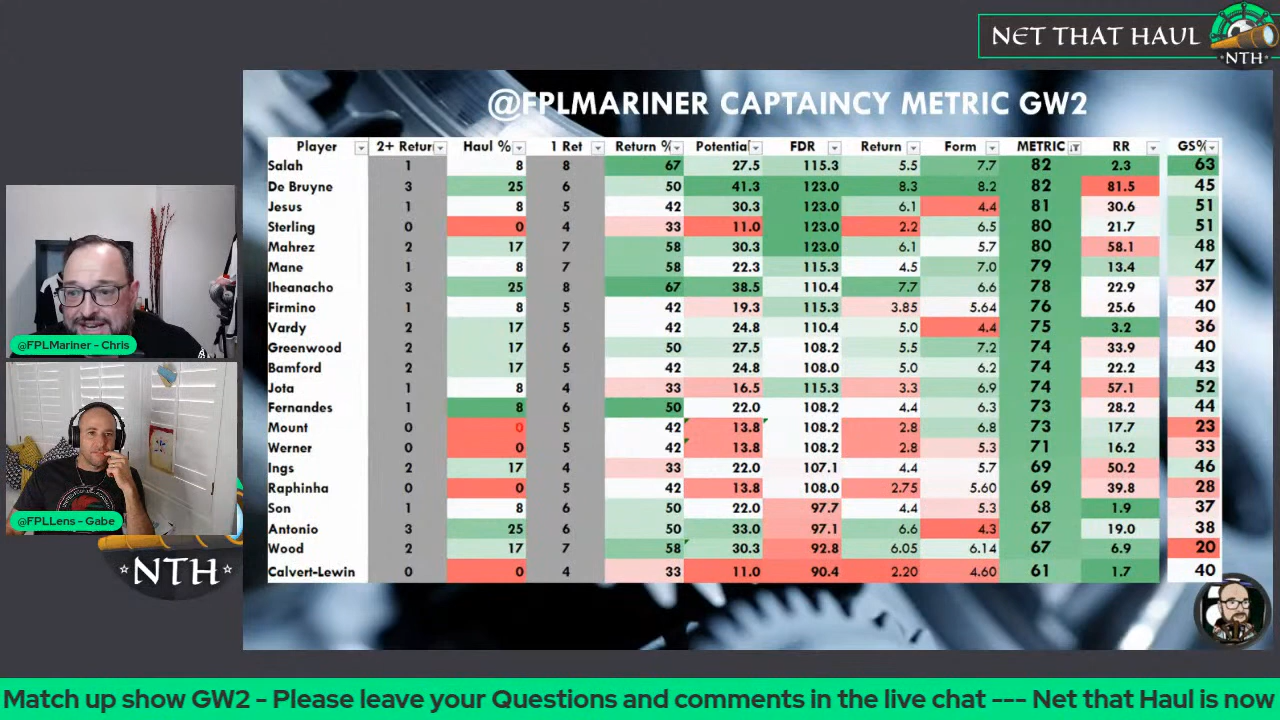 NET THAT HAUL
NTH
@FPLMARINER CAPTAINCY METRIC GW2
Player 2+ Retur Haul % 1 Ret Return % Potential FDR Return Form METRIC RR GS%
Salah 1 8 8 67 27.5 115.3 5.5 7.7 82 2.3 63
De Bruyne 3 25 6 50 41.3 123.0 8.3 8.2 82 81.5 45
Jesus 1 8 5 42 30.3 123.0 6.1 4.4 81 30.6 51
Sterling 0 0 4 33 11.0 123.0 2.2 6.5 80 21.7 51
Mahrez 2 17 7 58 30.3 123.0 6.1 5.7 80 58.1 48
Mane 1 8 7 58 22.3 115.3 4.5 7.0 79 13.4 47
Iheanacho 3 25 8 67 38.5 110.4 7.7 6.6 78 22.9 37
Firmino 1 8 5 42 19.3 115.3 3.85 5.64 76 25.6 40
Vardy 2 17 5 42 24.8 110.4 5.0 4.4 75 3.2 36
Greenwood 2 17 6 50 27.5 108.2 5.5 7.2 74 33.9 40
Bamford 2 17 5 42 24.8 108.0 5.0 6.2 74 22.2 43
Jota 1 8 4 33 16.5 115.3 3.3 6.9 74 57.1 52
Fernandes 1 8 6 50 22.0 108.2 4.4 6.3 73 28.2 44
Mount 0 0 5 42 13.8 108.2 2.8 6.8 73 17.7 23
Werner 0 0 5 42 13.8 108.2 2.8 5.3 71 16.2 33
Ings 2 17 4 33 22.0 107.1 4.4 5.7 69 50.2 46
Raphinha 0 0 5 42 13.8 108.0 2.75 5.60 69 39.8 28
Son 1 8 6 50 22.0 97.7 4.4 5.3 68 1.9 37
Antonio 3 25 6 50 33.0 97.1 6.6 4.3 67 19.0 38
Wood 2 17 7 58 30.3 92.8 6.05 6.14 67 6.9 20
Calvert-Lewin 0 0 4 33 11.0 90.4 2.20 4.60 61 1.7 40
@FPLMariner - Chris
@FPLLens - Gabe
NTH
Match up show GW2 - Please leave your Questions and comments in the live chat --- Net that Haul is now